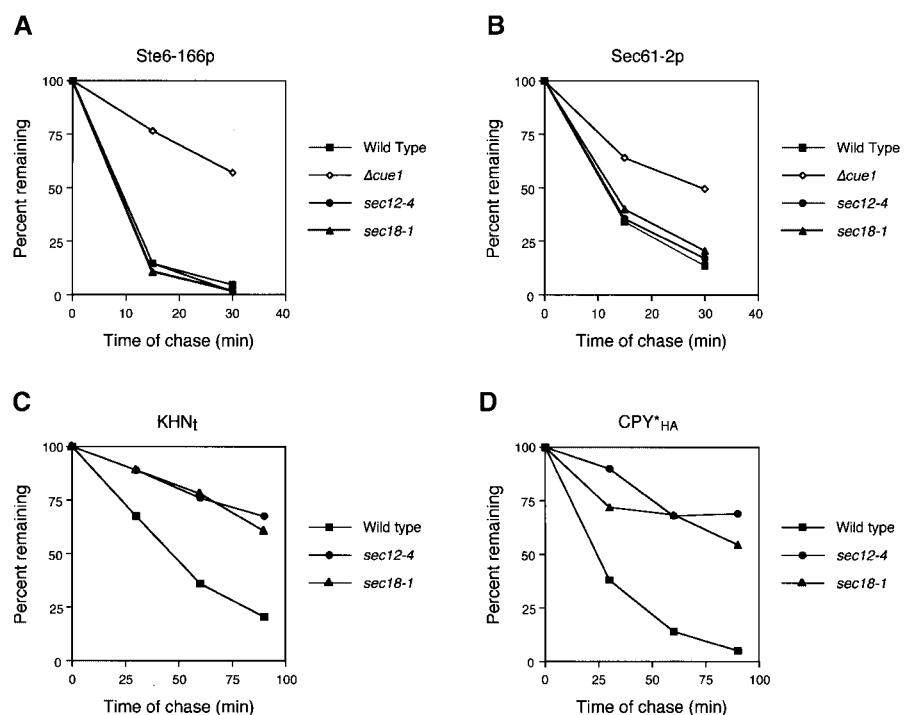 A
Ste6-166p
Percent remaining
100
75
50
25
0
0 10 20 30 40
Time of chase (min)
Wild Type
Δcue1
sec12-4
sec18-1
B
Sec61-2p
Percent remaining
100
75
50
25
0
0 10 20 30 40
Time of chase (min)
Wild Type
Δcue1
sec12-4
sec18-1
C
KHNt
Percent remaining
100
75
50
25
0
0 25 50 75 100
Time of chase (min)
Wild type
sec12-4
sec18-1
D
CPY*HA
Percent remaining
100
75
50
25
0
0 25 50 75 100
Time of chase (min)
Wild type
sec12-4
sec18-1